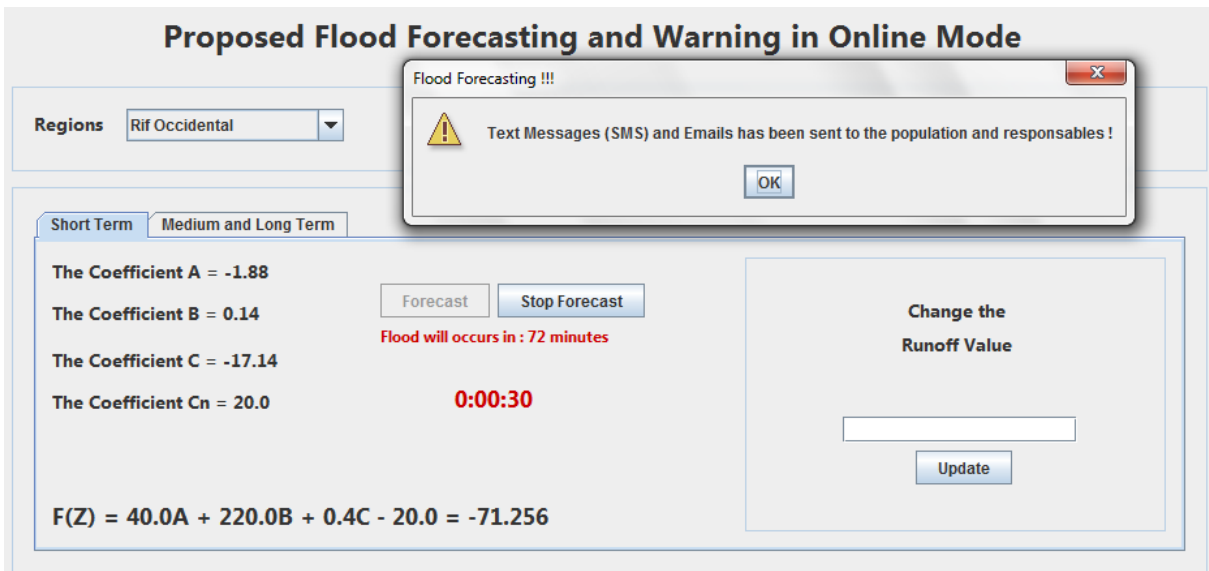 Proposed Flood Forecasting and Warning in Online Mode
Flood Forecasting !!!
x
Regions Rif Occidental
Text Messages (SMS) and Emails has been sent to the population and responsables !
OK
Short Term Medium and Long Term
The Coefficient A = -1.88
The Coefficient B = 0.14
The Coefficient C = -17.14
The Coefficient Cn = 20.0
Forecast Stop Forecast
Flood will occurs in : 72 minutes
0:00:30
F(Z) = 40.0A + 220.0B + 0.4C - 20.0 = -71.256
Change the
Runoff Value
Update